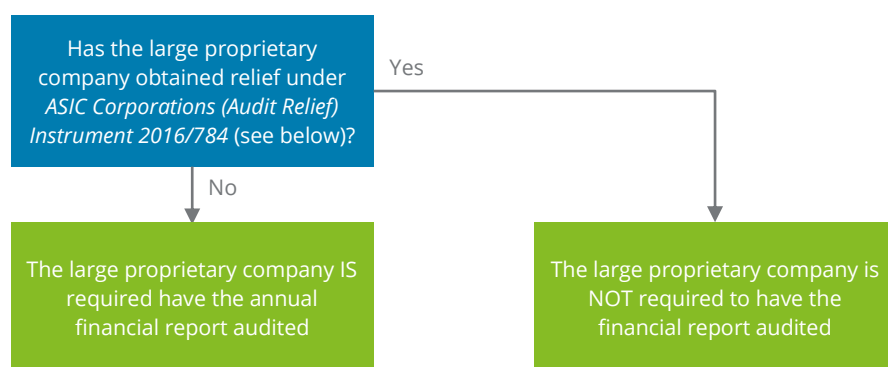 Has the large proprietary
company obtained relief under
ASIC Corporations (Audit Relief)
Instrument 2016/784 (see below)?
Yes
No
The large proprietary company IS
required have the annual
financial report audited
The large proprietary company is
NOT required to have the
financial report audited